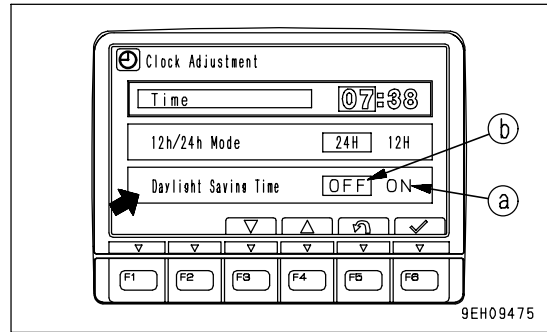 Clock Adjustment
Time 07:38
12h/24h Mode 24H 12H
Daylight Saving Time OFF ON
b
a
F1 F2 F3 F4 F5 F6
9EH09475